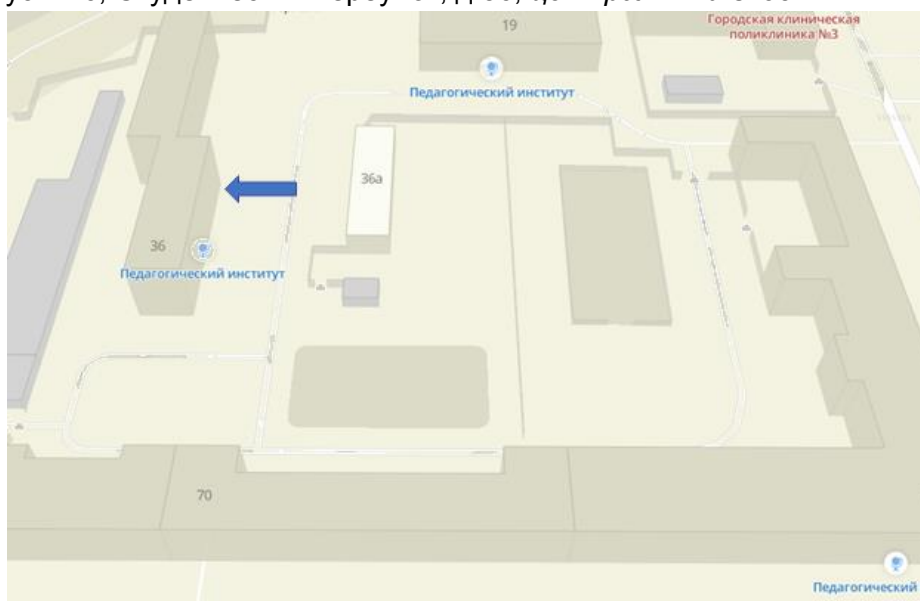 19
Городская клиническая
поликлиника №3
Педагогический институт
36а
36
Педагогический институт
70
Педагогический